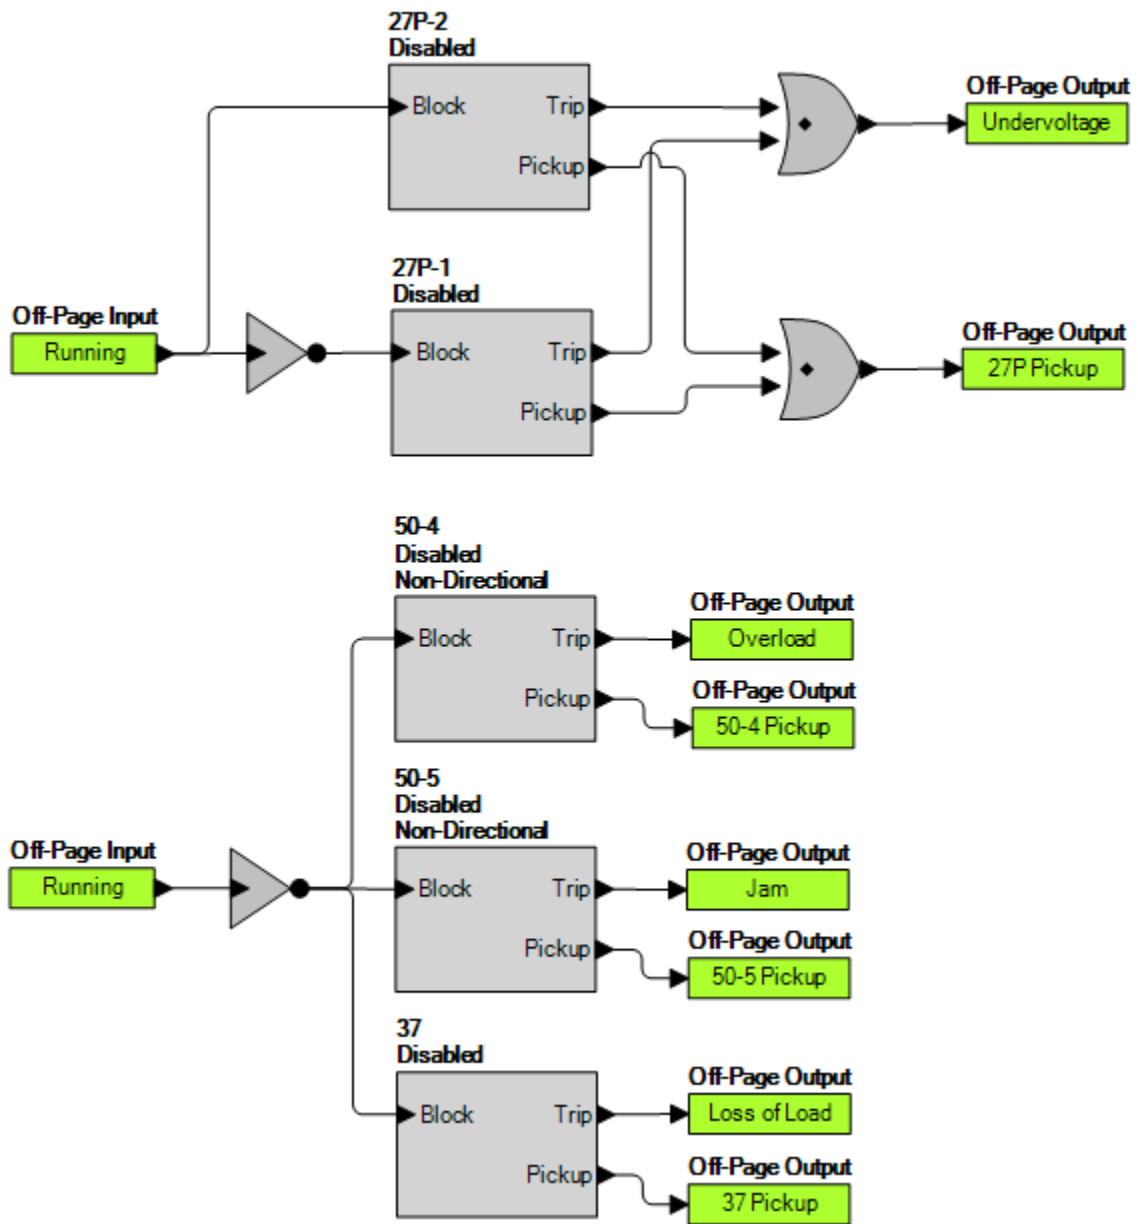 27P-2
Disabled
Block
Trip
Pickup
Off-Page Output
Undervoltage
27P-1
Disabled
Off-Page Input
Running
Block
Trip
Pickup
Off-Page Output
27P Pickup
50-4
Disabled
Non-Directional
Block
Trip
Pickup
Off-Page Output
Overload
Off-Page Output
50-4 Pickup
50-5
Disabled
Non-Directional
Off-Page Input
Running
Block
Trip
Pickup
Off-Page Output
Jam
Off-Page Output
50-5 Pickup
37
Disabled
Block
Trip
Pickup
Off-Page Output
Loss of Load
Off-Page Output
37 Pickup